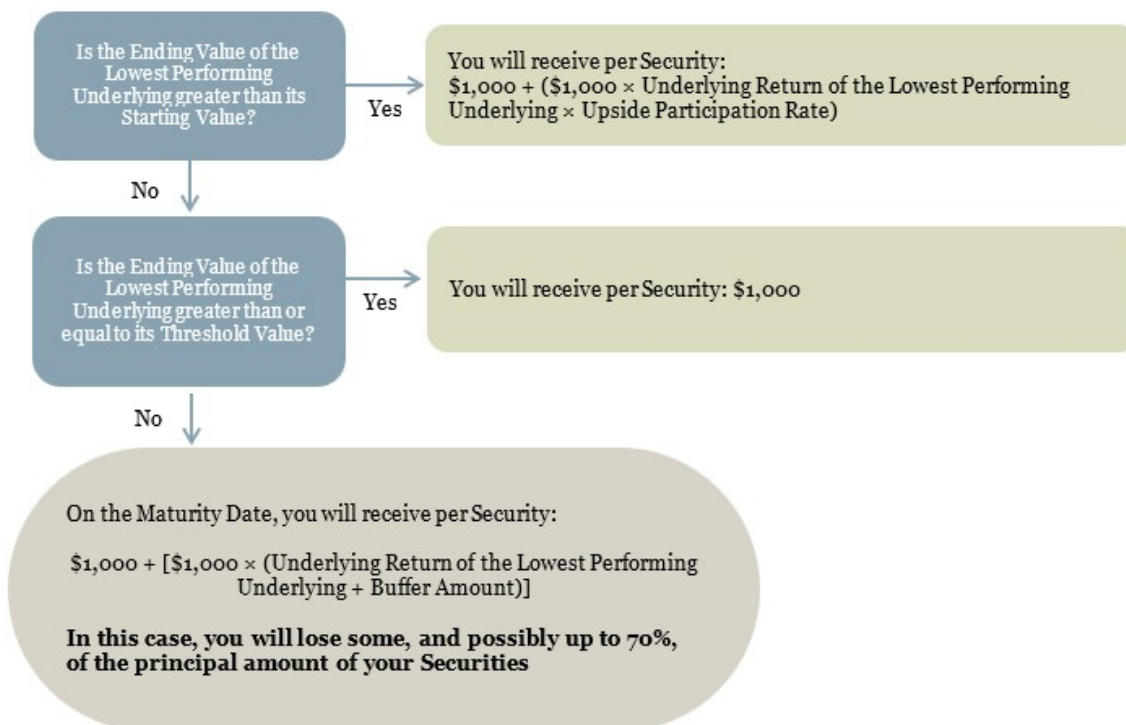 Is the Ending Value of the
Lowest Performing
Underlying greater than its
Starting Value?
Yes
You will receive per Security:
$1,000 + ($1,000 × Underlying Return of the Lowest Performing
Underlying × Upside Participation Rate)
No
Is the Ending Value of the
Lowest Performing
Underlying greater than or
equal to its Threshold Value?
Yes
You will receive per Security: $1,000
No
On the Maturity Date, you will receive per Security:
$1,000 + [$1,000 × (Underlying Return of the Lowest Performing
Underlying + Buffer Amount)]
In this case, you will lose some, and possibly up to 70%,
of the principal amount of your Securities